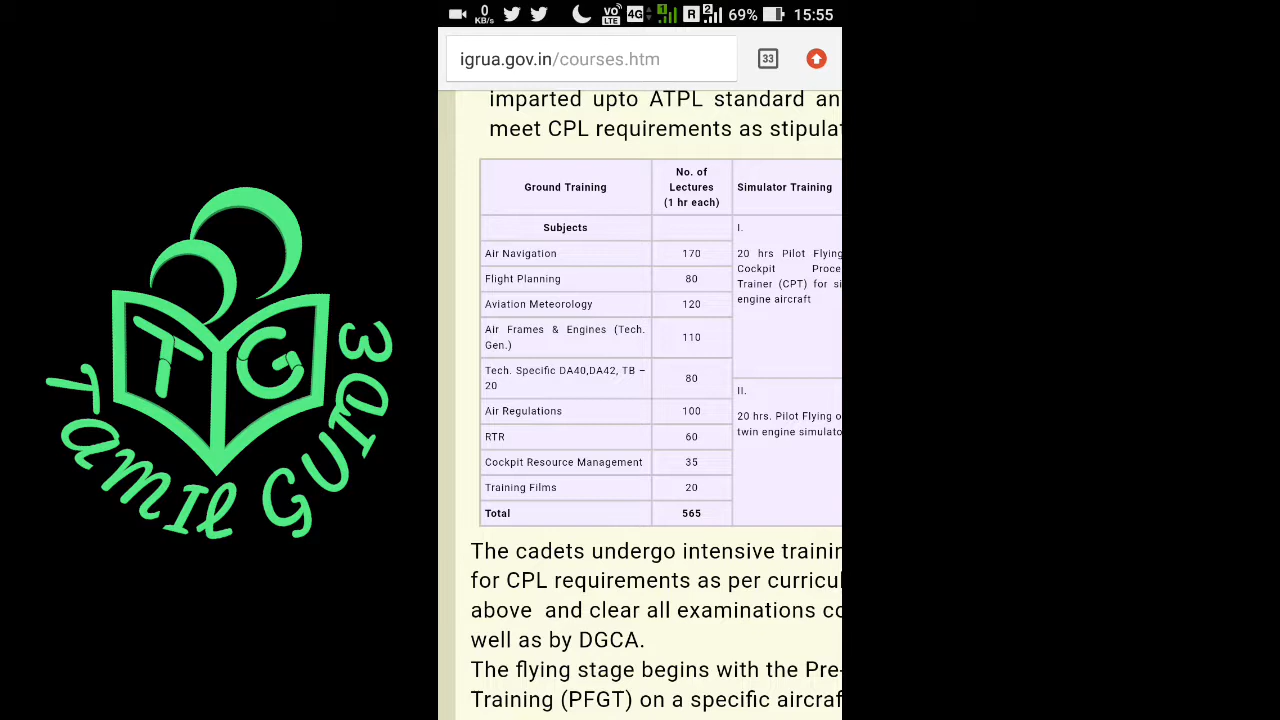 0
KB/s
VO
LTE
4G
1
R
2
69%
15:55
igrua.gov.in/courses.htm
33
imparted upto ATPL standard an
meet CPL requirements as stipulat
Ground Training
No. of
Lectures
(1 hr each)
Simulator Training
Subjects
I.
Air Navigation 170
20 hrs Pilot Flying
Cockpit Proce
Trainer (CPT) for si
engine aircraft
Flight Planning 80
Aviation Meteorology 120
Air Frames & Engines (Tech.
Gen.)
110
Tech. Specific DA40,DA42, TB –
20
80
II.
20 hrs. Pilot Flying o
twin engine simulato
Air Regulations 100
RTR 60
Cockpit Resource Management 35
Training Films 20
Total 565
The cadets undergo intensive trainin
for CPL requirements as per curricul
above and clear all examinations co
well as by DGCA.
The flying stage begins with the Pre-
Training (PFGT) on a specific aircraf
TG
TAMIL GUIDE